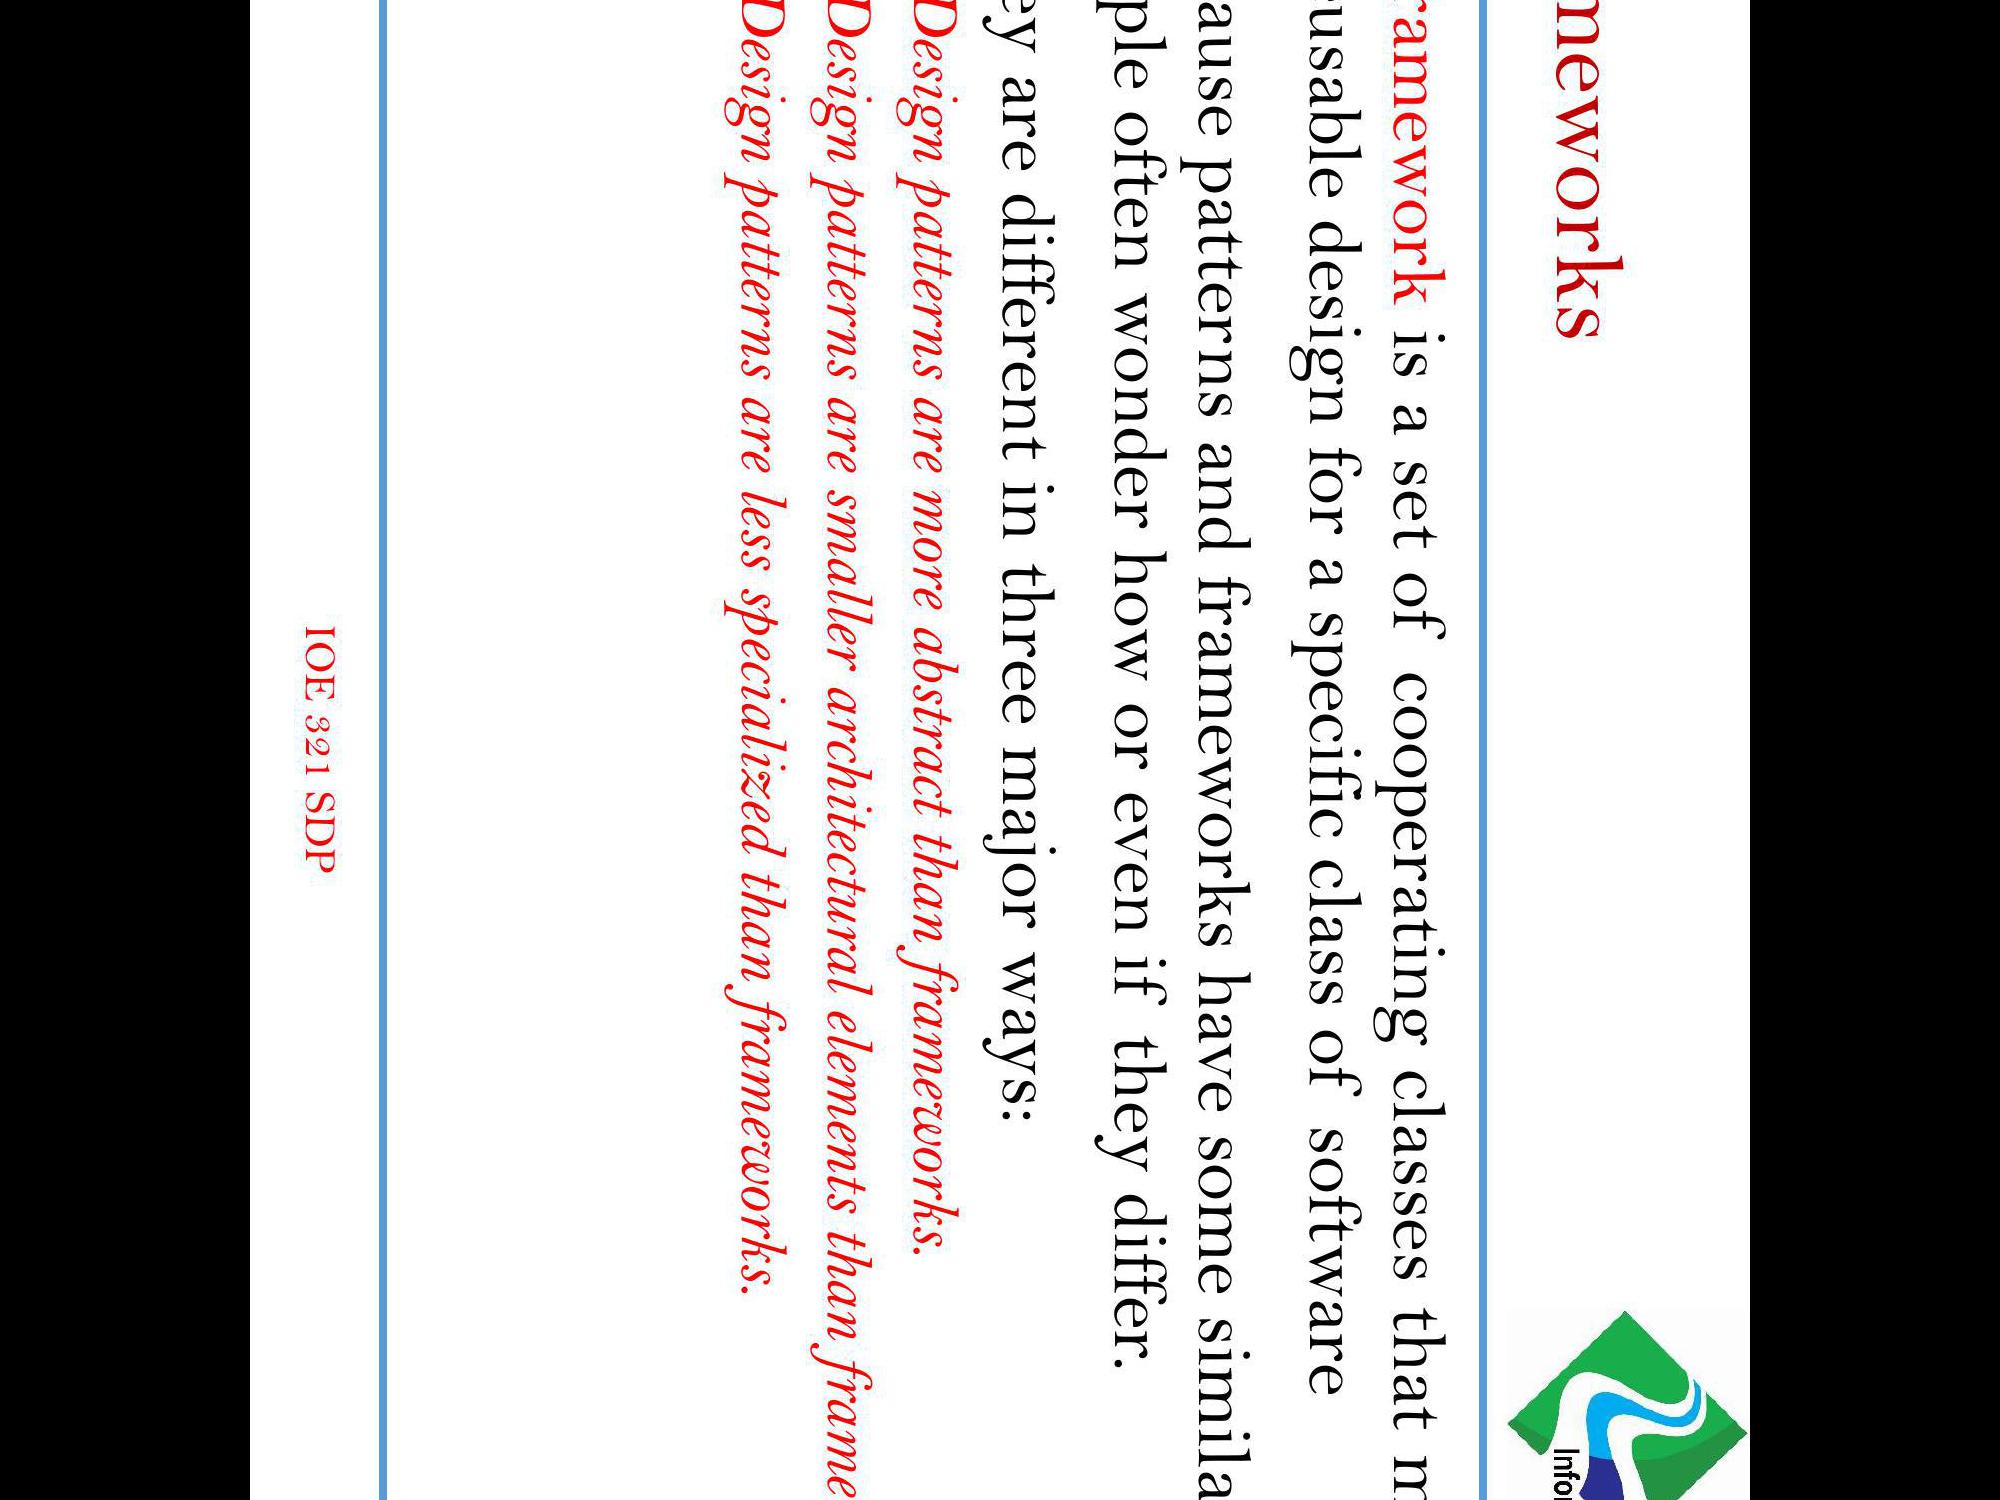 meworks
ramework is a set of cooperating classes that m
usable design for a specific class of software
ause patterns and frameworks have some simila
ple often wonder how or even if they differ.
ey are different in three major ways:
Design patterns are more abstract than frameworks.
Design patterns are smaller architectural elements than frame
Design patterns are less specialized than frameworks.
IOE 321 SDP
Infor